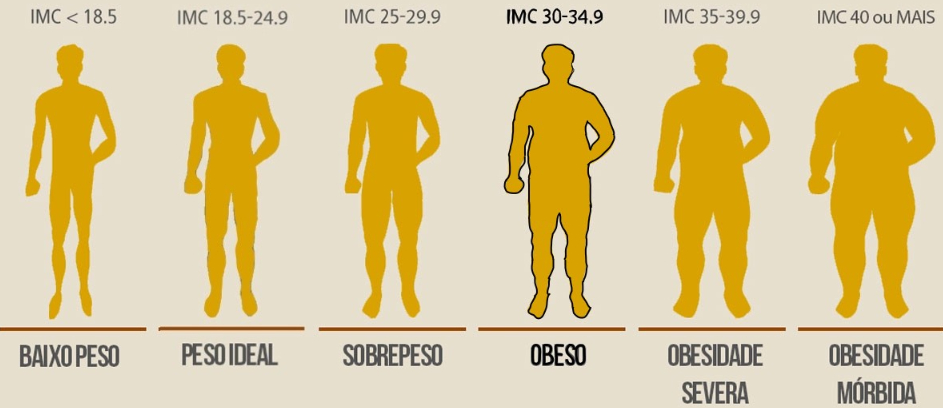 IMC < 18.5
IMC 18.5-24.9
IMC 25-29.9
IMC 30-34.9
IMC 35-39.9
IMC 40 ou MAIS
BAIXO PESO
PESO IDEAL
SOBREPESO
OBESO
OBESIDADE
SEVERA
OBESIDADE
MÓRBIDA